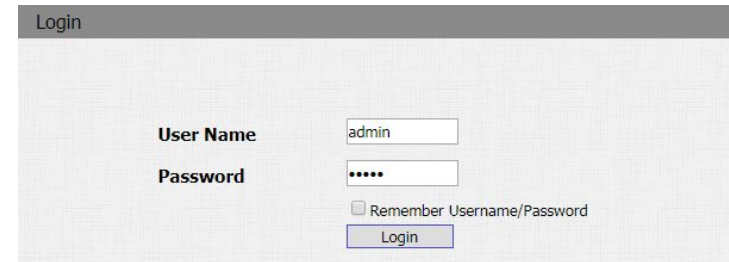 Login
User Name admin
Password •••••
Remember Username/Password
Login